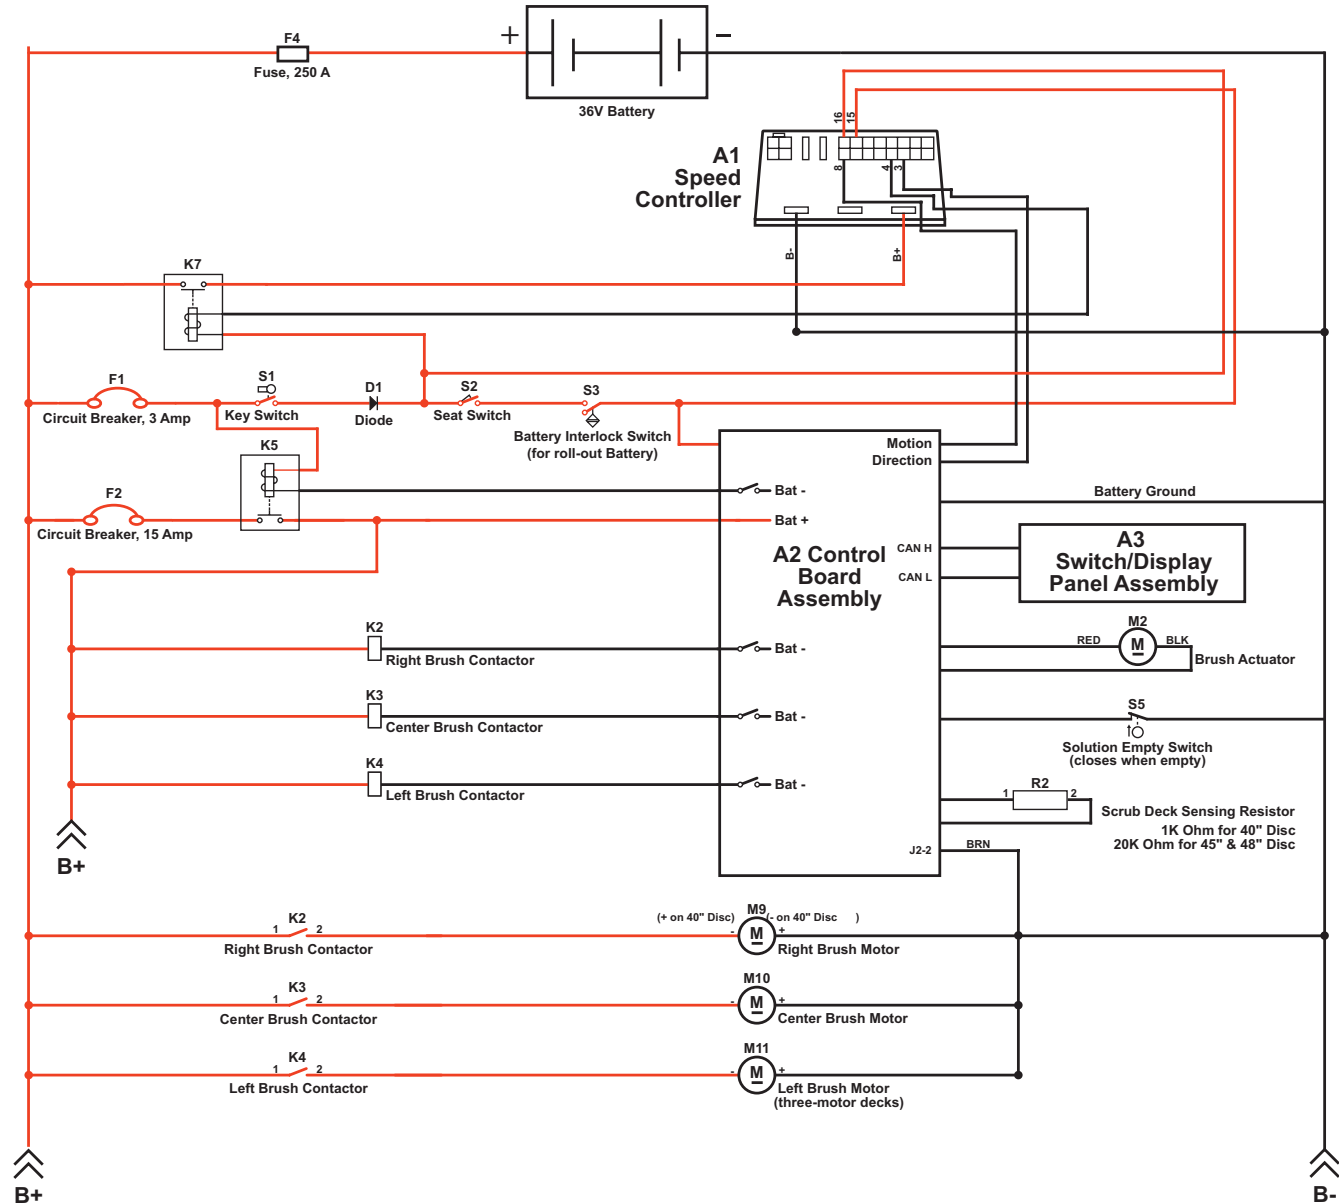 F4
Fuse, 250 A
+
−
36V Battery
16
15
A1
Speed
Controller
8
4
3
B-
B+
K7
F1
Circuit Breaker, 3 Amp
S1
Key Switch
D1
Diode
S2
Seat Switch
S3
Battery Interlock Switch
(for roll-out Battery)
K5
F2
Circuit Breaker, 15 Amp
Motion
Direction
Bat -
Bat +
Battery Ground
A2 Control
Board
Assembly
CAN H
CAN L
A3
Switch/Display
Panel Assembly
K2
Right Brush Contactor
Bat -
RED
M2
M
BLK
Brush Actuator
K3
Center Brush Contactor
Bat -
S5
Solution Empty Switch
(closes when empty)
K4
Left Brush Contactor
Bat -
1
R2
2
Scrub Deck Sensing Resistor
1K Ohm for 40" Disc
20K Ohm for 45" & 48" Disc
J2-2
BRN
B+
1
K2
2
Right Brush Contactor
(+ on 40" Disc)
M9
(- on 40" Disc )
-
M
+
Right Brush Motor
1
K3
2
Center Brush Contactor
M10
-
M
+
Center Brush Motor
1
K4
2
Left Brush Contactor
M11
-
M
+
Left Brush Motor
(three-motor decks)
B+
B-